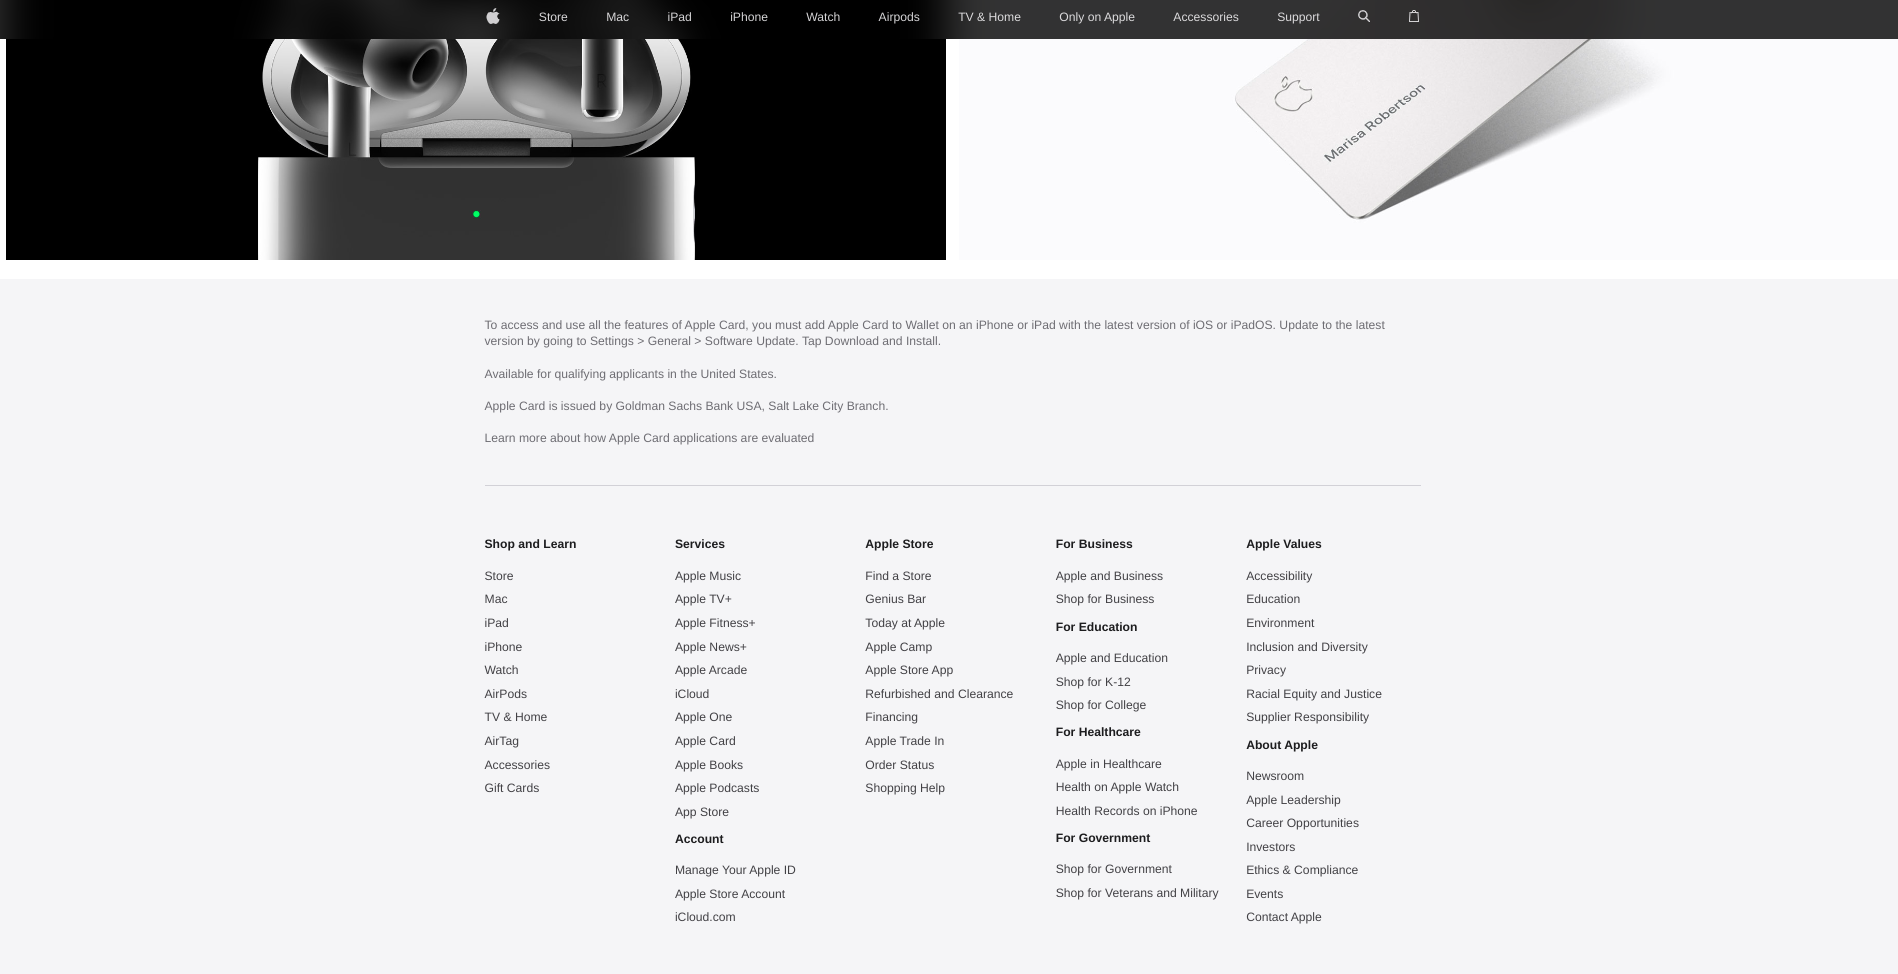 Store Mac iPad iPhone Watch Airpods TV & Home Only on Apple Accessories Support
Marisa Robertson
To access and use all the features of Apple Card, you must add Apple Card to Wallet on an iPhone or iPad with the latest version of iOS or iPadOS. Update to the latest
version by going to Settings > General > Software Update. Tap Download and Install.
Available for qualifying applicants in the United States.
Apple Card is issued by Goldman Sachs Bank USA, Salt Lake City Branch.
Learn more about how Apple Card applications are evaluated
Shop and Learn
Store
Mac
iPad
iPhone
Watch
AirPods
TV & Home
AirTag
Accessories
Gift Cards
Services
Apple Music
Apple TV+
Apple Fitness+
Apple News+
Apple Arcade
iCloud
Apple One
Apple Card
Apple Books
Apple Podcasts
App Store
Account
Manage Your Apple ID
Apple Store Account
iCloud.com
Apple Store
Find a Store
Genius Bar
Today at Apple
Apple Camp
Apple Store App
Refurbished and Clearance
Financing
Apple Trade In
Order Status
Shopping Help
For Business
Apple and Business
Shop for Business
For Education
Apple and Education
Shop for K-12
Shop for College
For Healthcare
Apple in Healthcare
Health on Apple Watch
Health Records on iPhone
For Government
Shop for Government
Shop for Veterans and Military
Apple Values
Accessibility
Education
Environment
Inclusion and Diversity
Privacy
Racial Equity and Justice
Supplier Responsibility
About Apple
Newsroom
Apple Leadership
Career Opportunities
Investors
Ethics & Compliance
Events
Contact Apple